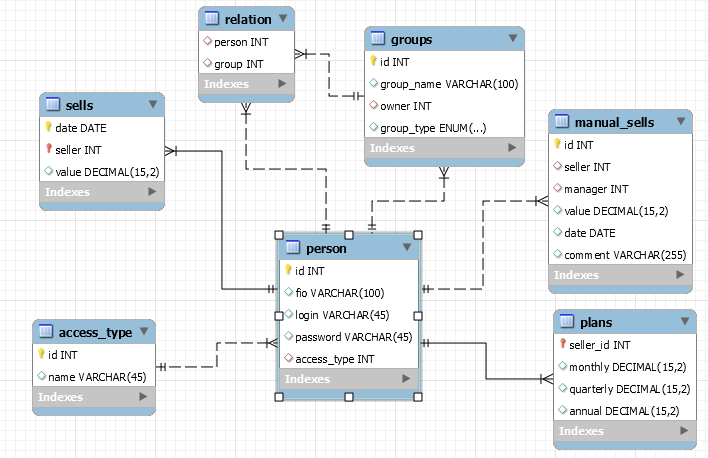 relation
person INT
group INT
Indexes
groups
id INT
group_name VARCHAR(100)
owner INT
group_type ENUM(...)
Indexes
sells
date DATE
seller INT
value DECIMAL(15,2)
Indexes
manual_sells
id INT
seller INT
manager INT
value DECIMAL(15,2)
date DATE
comment VARCHAR(255)
Indexes
person
id INT
fio VARCHAR(100)
login VARCHAR(45)
password VARCHAR(45)
access_type INT
Indexes
access_type
id INT
name VARCHAR(45)
Indexes
plans
seller_id INT
monthly DECIMAL(15,2)
quarterly DECIMAL(15,2)
annual DECIMAL(15,2)
Indexes